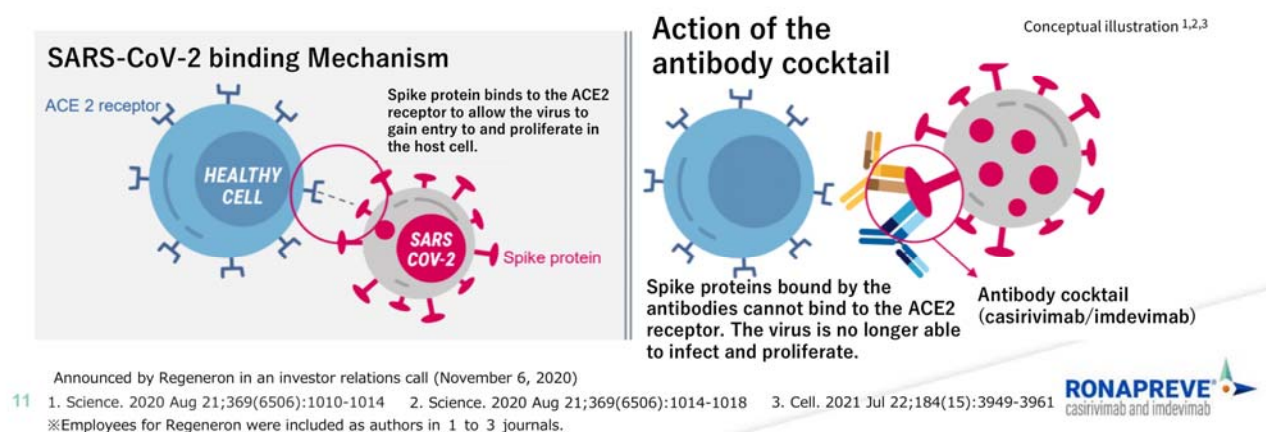 SARS-CoV-2 binding Mechanism
ACE 2 receptor
Spike protein binds to the ACE2
receptor to allow the virus to
gain entry to and proliferate in
the host cell.
HEALTHY
CELL
SARS
COV-2
Spike protein
Action of the
antibody cocktail
Conceptual illustration 1,2,3
Spike proteins bound by the
antibodies cannot bind to the ACE2
receptor. The virus is no longer able
to infect and proliferate.
Antibody cocktail
(casirivimab/imdevimab)
Announced by Regeneron in an investor relations call (November 6, 2020)
11 1. Science. 2020 Aug 21;369(6506):1010-1014 2. Science. 2020 Aug 21;369(6506):1014-1018 3. Cell. 2021 Jul 22;184(15):3949-3961
※Employees for Regeneron were included as authors in 1 to 3 journals.
RONAPREVE
casirivimab and imdevimab